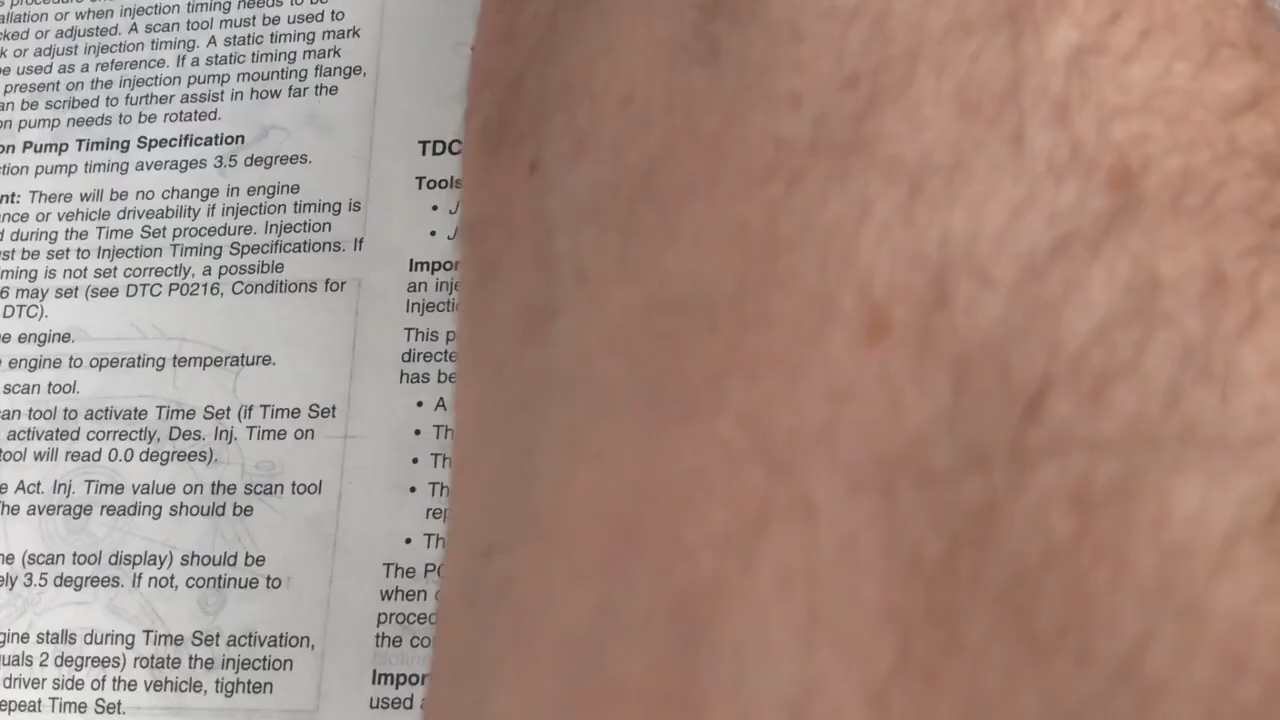 allation or when injection timing needs to be
cked or adjusted. A scan tool must be used to
k or adjust injection timing. A static timing mark
e used as a reference. If a static timing mark
present on the injection pump mounting flange,
an be scribed to further assist in how far the
on pump needs to be rotated.
on Pump Timing Specification
ction pump timing averages 3.5 degrees.
nt: There will be no change in engine
nce or vehicle driveability if injection timing is
d during the Time Set procedure. Injection
st be set to Injection Timing Specifications. If
ming is not set correctly, a possible
6 may set (see DTC P0216, Conditions for
DTC).
e engine.
engine to operating temperature.
scan tool.
an tool to activate Time Set (if Time Set
activated correctly, Des. Inj. Time on
tool will read 0.0 degrees).
e Act. Inj. Time value on the scan tool
he average reading should be
ne (scan tool display) should be
ely 3.5 degrees. If not, continue to
gine stalls during Time Set activation,
uals 2 degrees) rotate the injection
driver side of the vehicle, tighten
epeat Time Set.
TDC
Tools
• J
• J
Impor
an inje
Injecti
This p
directe
has be
• A
• Th
• Th
• Th
rep
• Th
The PC
when
proced
the co
Impor
used